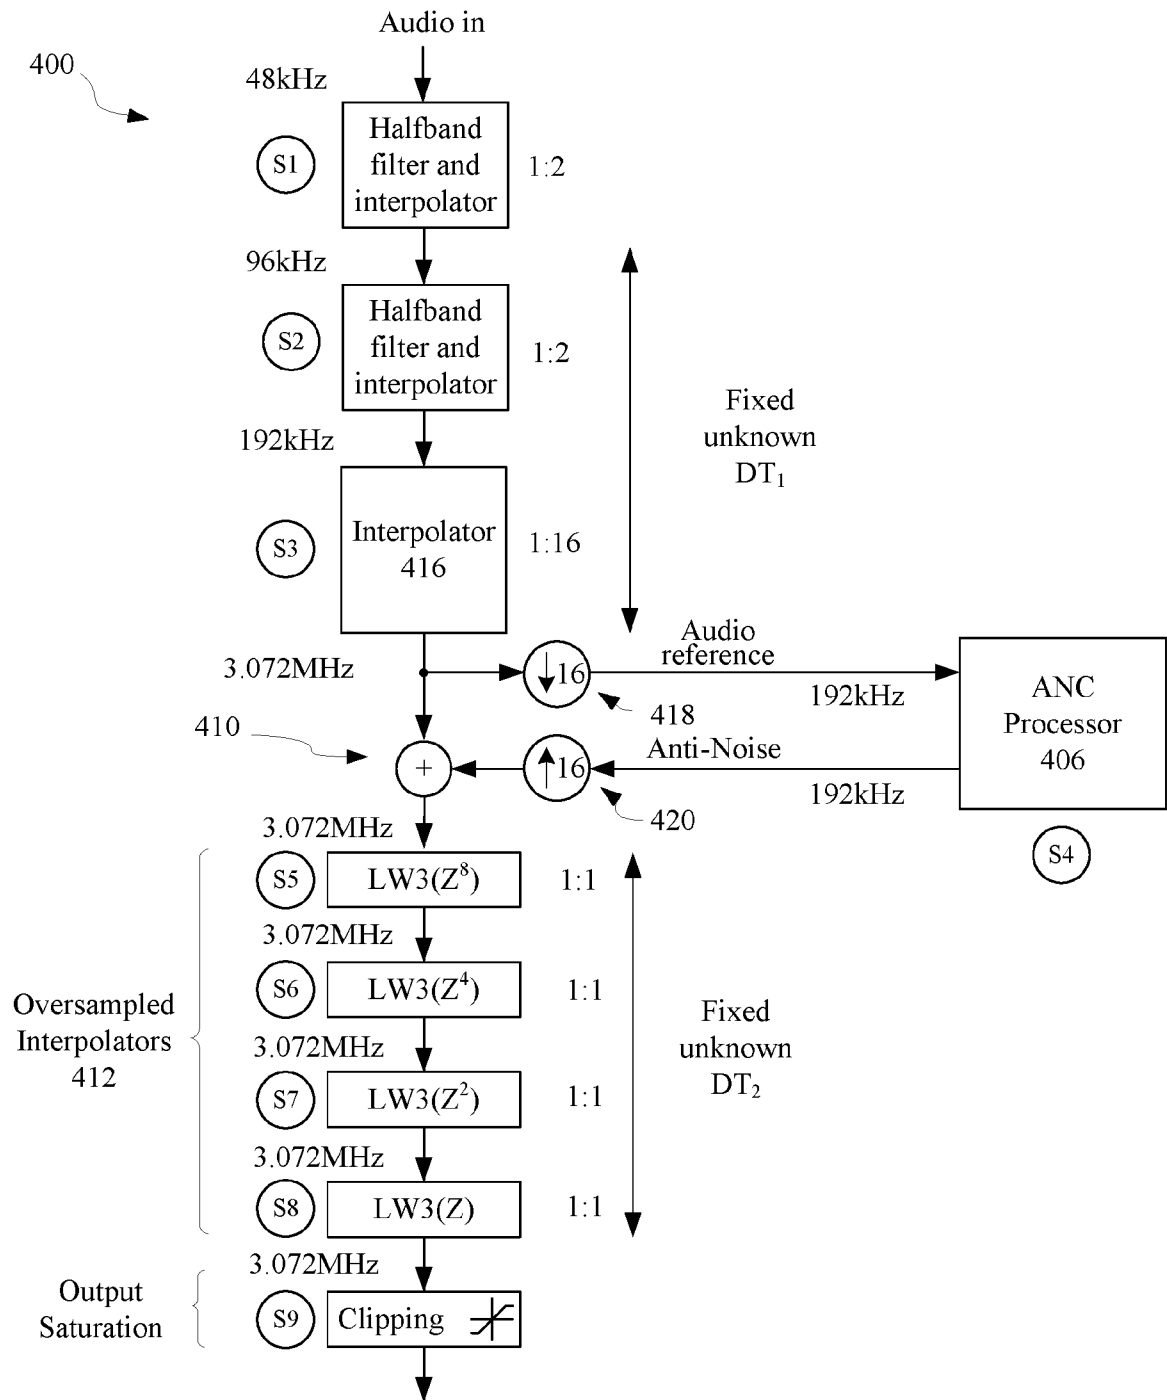 Audio in
400
48kHz
S1
Halfband
filter and
interpolator
1:2
96kHz
S2
Halfband
filter and
interpolator
1:2
Fixed
unknown
DT₁
192kHz
S3
Interpolator
416
1:16
3.072MHz
↓16
418
Audio
reference
192kHz
ANC
Processor
406
S4
410
+
↑16
420
Anti-Noise
192kHz
3.072MHz
S5
LW3(Z⁸)
1:1
3.072MHz
S6
LW3(Z⁴)
1:1
Oversampled
Interpolators
412
Fixed
unknown
DT₂
3.072MHz
S7
LW3(Z²)
1:1
3.072MHz
S8
LW3(Z)
1:1
3.072MHz
Output
Saturation
S9
Clipping